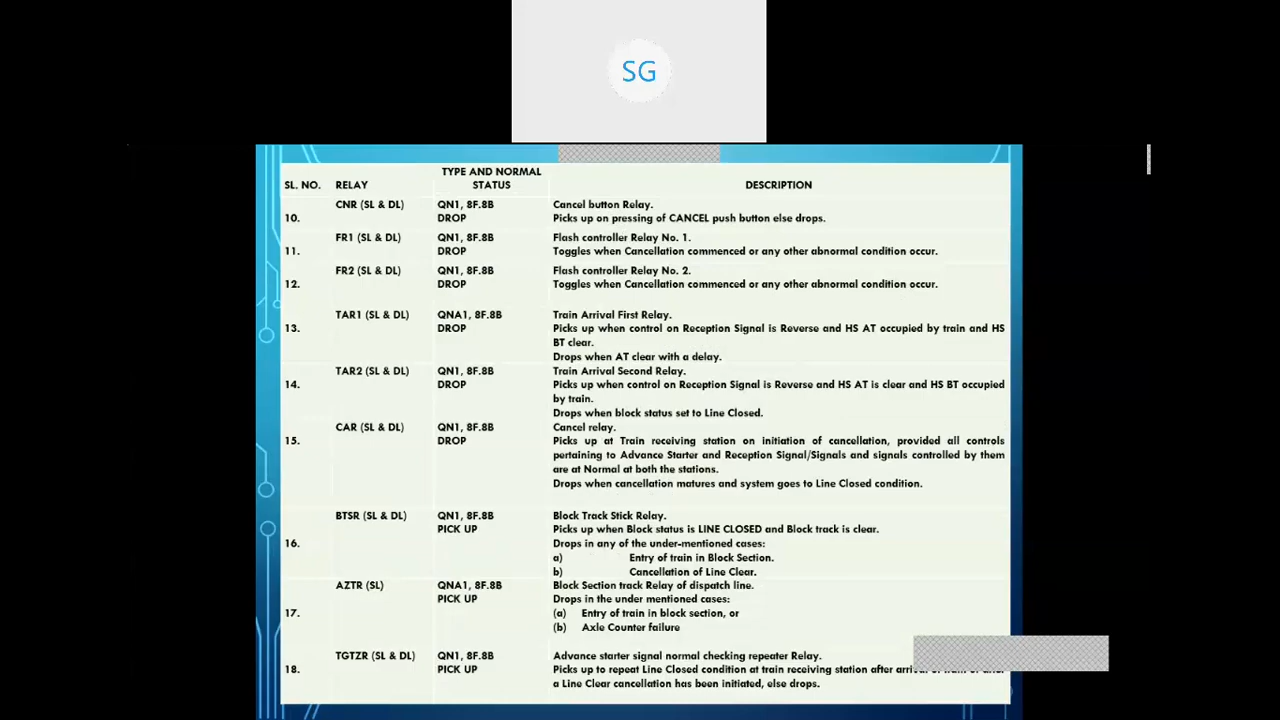 SG
TYPE AND NORMAL
SL. NO. RELAY STATUS DESCRIPTION
CNR (SL & DL) QN1, 8F.8B Cancel button Relay.
10. DROP Picks up on pressing of CANCEL push button else drops.
FR1 (SL & DL) QN1, 8F.8B Flash controller Relay No. 1.
11. DROP Toggles when Cancellation commenced or any other abnormal condition occur.
FR2 (SL & DL) QN1, 8F.8B Flash controller Relay No. 2.
12. DROP Toggles when Cancellation commenced or any other abnormal condition occur.
TAR1 (SL & DL) QNA1, 8F.8B Train Arrival First Relay.
13. DROP Picks up when control on Reception Signal is Reverse and HS AT occupied by train and HS
BT clear.
Drops when AT clear with a delay.
TAR2 (SL & DL) QN1, 8F.8B Train Arrival Second Relay.
14. DROP Picks up when control on Reception Signal is Reverse and HS AT is clear and HS BT occupied
by train.
Drops when block status set to Line Closed.
CAR (SL & DL) QN1, 8F.8B Cancel relay.
15. DROP Picks up at Train receiving station on initiation of cancellation, provided all controls
pertaining to Advance Starter and Reception Signal/Signals and signals controlled by them
are at Normal at both the stations.
Drops when cancellation matures and system goes to Line Closed condition.
BTSR (SL & DL) QN1, 8F.8B Block Track Stick Relay.
PICK UP Picks up when Block status is LINE CLOSED and Block track is clear.
16. Drops in any of the under-mentioned cases:
a) Entry of train in Block Section.
b) Cancellation of Line Clear.
AZTR (SL) QNA1, 8F.8B Block Section track Relay of dispatch line.
PICK UP Drops in the under mentioned cases:
17. (a) Entry of train in block section, or
(b) Axle Counter failure
TGTZR (SL & DL) QN1, 8F.8B Advance starter signal normal checking repeater Relay.
18. PICK UP Picks up to repeat Line Closed condition at train receiving station after
a Line Clear cancellation has been initiated, else drops.